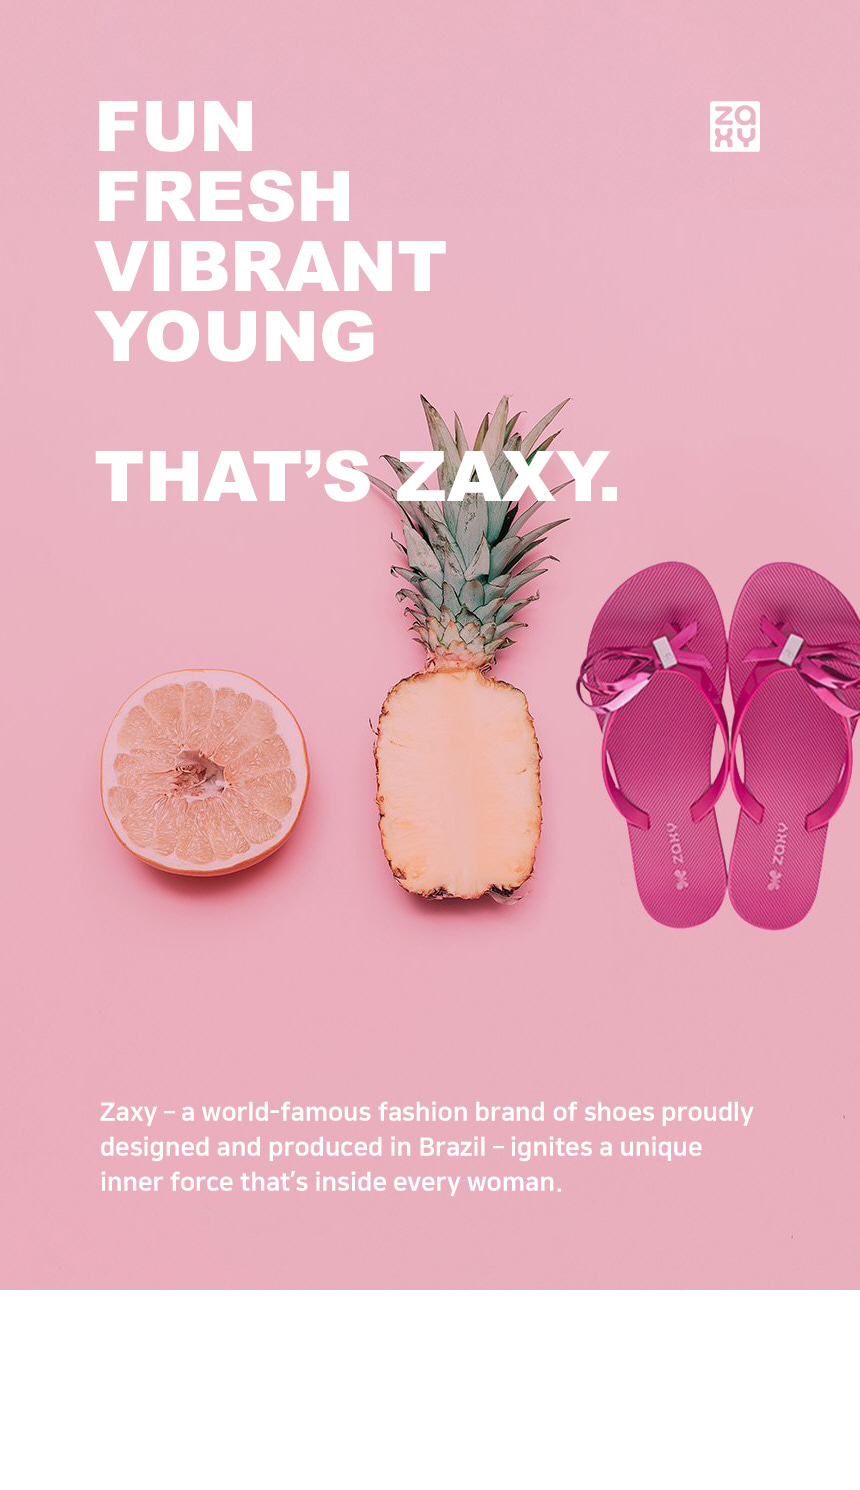 FUN
zaxy
FRESH
VIBRANT
YOUNG
THAT'S ZAXY.
zaxy
zaxy
Zaxy – a world-famous fashion brand of shoes proudly
designed and produced in Brazil – ignites a unique
inner force that's inside every woman.